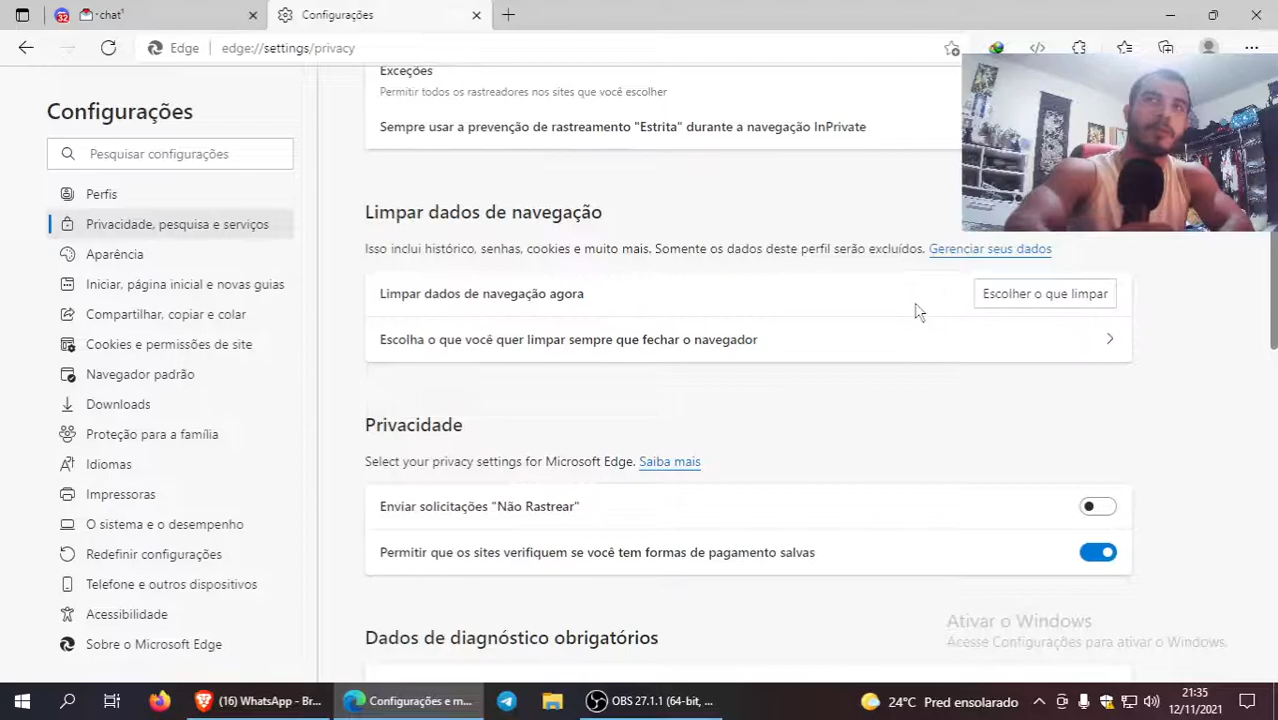 32 chat¹
Configurações
Edge edge://settings/privacy
Configurações
Pesquisar configurações
Perfis
Privacidade, pesquisa e serviços
Aparência
Iniciar, página inicial e novas guias
Compartilhar, copiar e colar
Cookies e permissões de site
Navegador padrão
Downloads
Proteção para a família
Idiomas
Impressoras
O sistema e o desempenho
Redefinir configurações
Telefone e outros dispositivos
Acessibilidade
Sobre o Microsoft Edge
Exceções
Permitir todos os rastreadores nos sites que você escolher
Sempre usar a prevenção de rastreamento "Estrita" durante a navegação InPrivate
Limpar dados de navegação
Isso inclui histórico, senhas, cookies e muito mais. Somente os dados deste perfil serão excluídos. Gerenciar seus dados
Limpar dados de navegação agora
Escolher o que limpar
Escolha o que você quer limpar sempre que fechar o navegador
Privacidade
Select your privacy settings for Microsoft Edge. Saiba mais
Enviar solicitações "Não Rastrear"
Permitir que os sites verifiquem se você tem formas de pagamento salvas
Dados de diagnóstico obrigatórios
Ativar o Windows
Acesse Configurações para ativar o Windows.
(16) WhatsApp - Br...
Configurações e m...
OBS 27.1.1 (64-bit, ...
24°C Pred ensolarado
21:35
12/11/2021